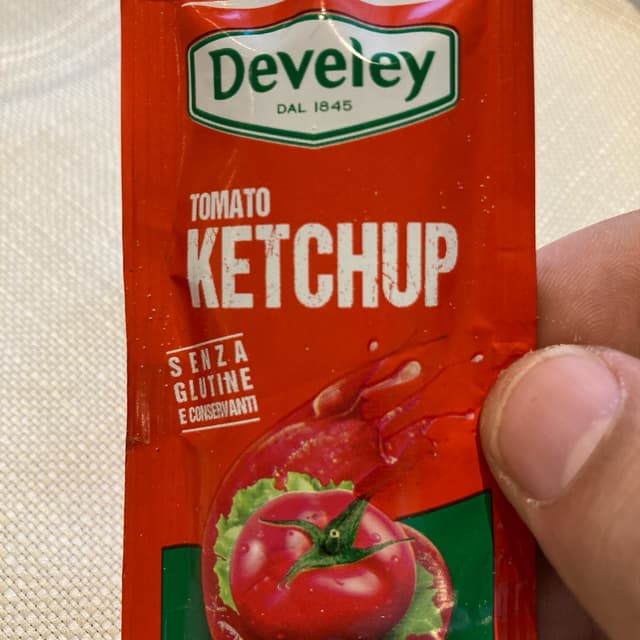 Develey
DAL 1845
TOMATO
KETCHUP
SENZA
GLUTINE
E CONSERVANTI